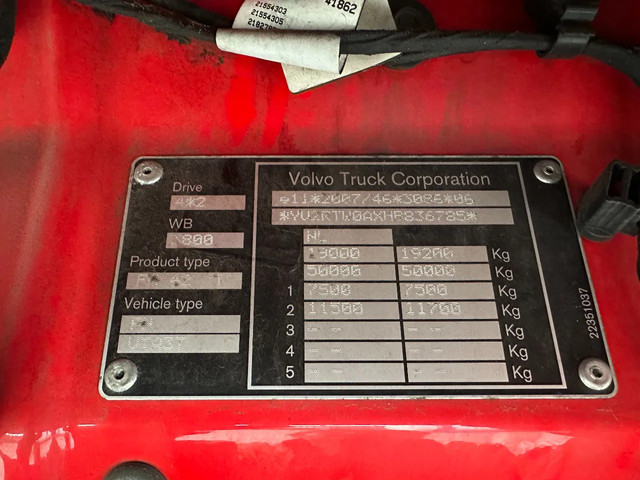 41862
21554303
21554305
Volvo Truck Corporation
Drive
4*2
e11*2007/46*3086*06
*YV2RTW0AXHB836785*
WB
3800
NL
19000 19200 Kg
Product type
50000 50000 Kg
1 7500 7500 Kg
Vehicle type
2 11500 11700 Kg
3 -- -- Kg
4 -- -- Kg
5 -- -- Kg
22351037